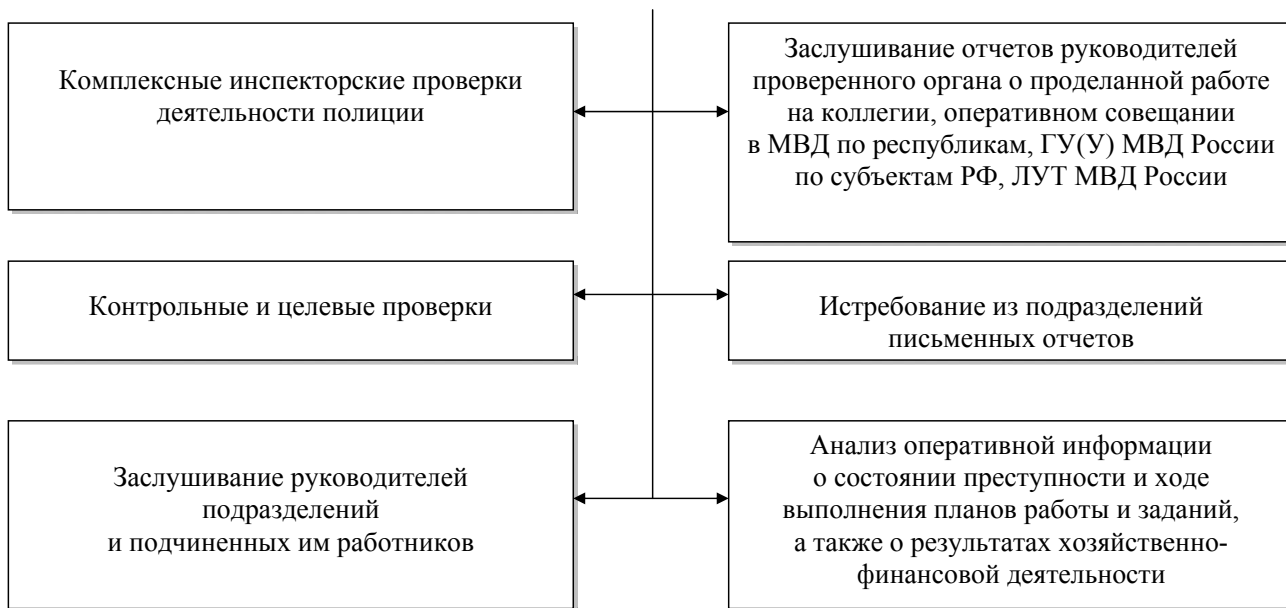 Комплексные инспекторские проверки
деятельности полиции
Заслушивание отчетов руководителей
проверенного органа о проделанной работе
на коллегии, оперативном совещании
в МВД по республикам, ГУ(У) МВД России
по субъектам РФ, ЛУТ МВД России
Контрольные и целевые проверки
Истребование из подразделений
письменных отчетов
Заслушивание руководителей
подразделений
и подчиненных им работников
Анализ оперативной информации
о состоянии преступности и ходе
выполнения планов работы и заданий,
а также о результатах хозяйственно-
финансовой деятельности